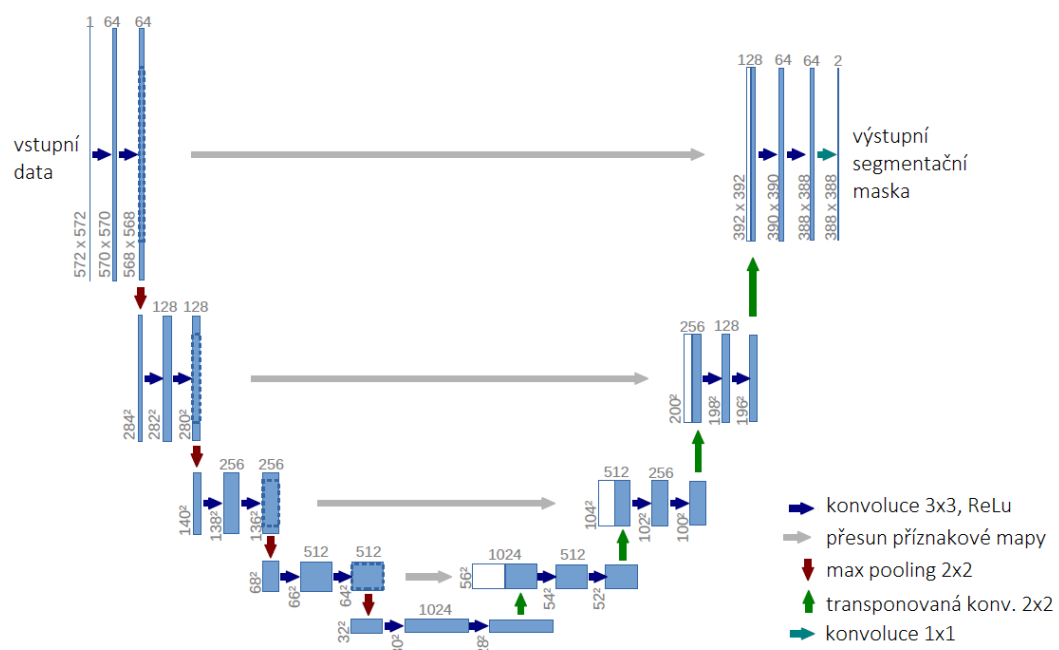 1 64 64
128 64 64 2
vstupní
data
výstupní
segmentační
maska
572 x 572
570 x 570
568 x 568
392 x 392
390 x 390
388 x 388
388 x 388
128 128
256 128
284²
282²
280²
200²
198²
196²
256 256
512 256
140²
138²
136²
104²
102²
100²
512 512
1024 512
68²
66²
64²
56²
54²
52²
1024
32²
konvoluce 3x3, ReLu
přesun příznakové mapy
max pooling 2x2
transponovaná konv. 2x2
konvoluce 1x1